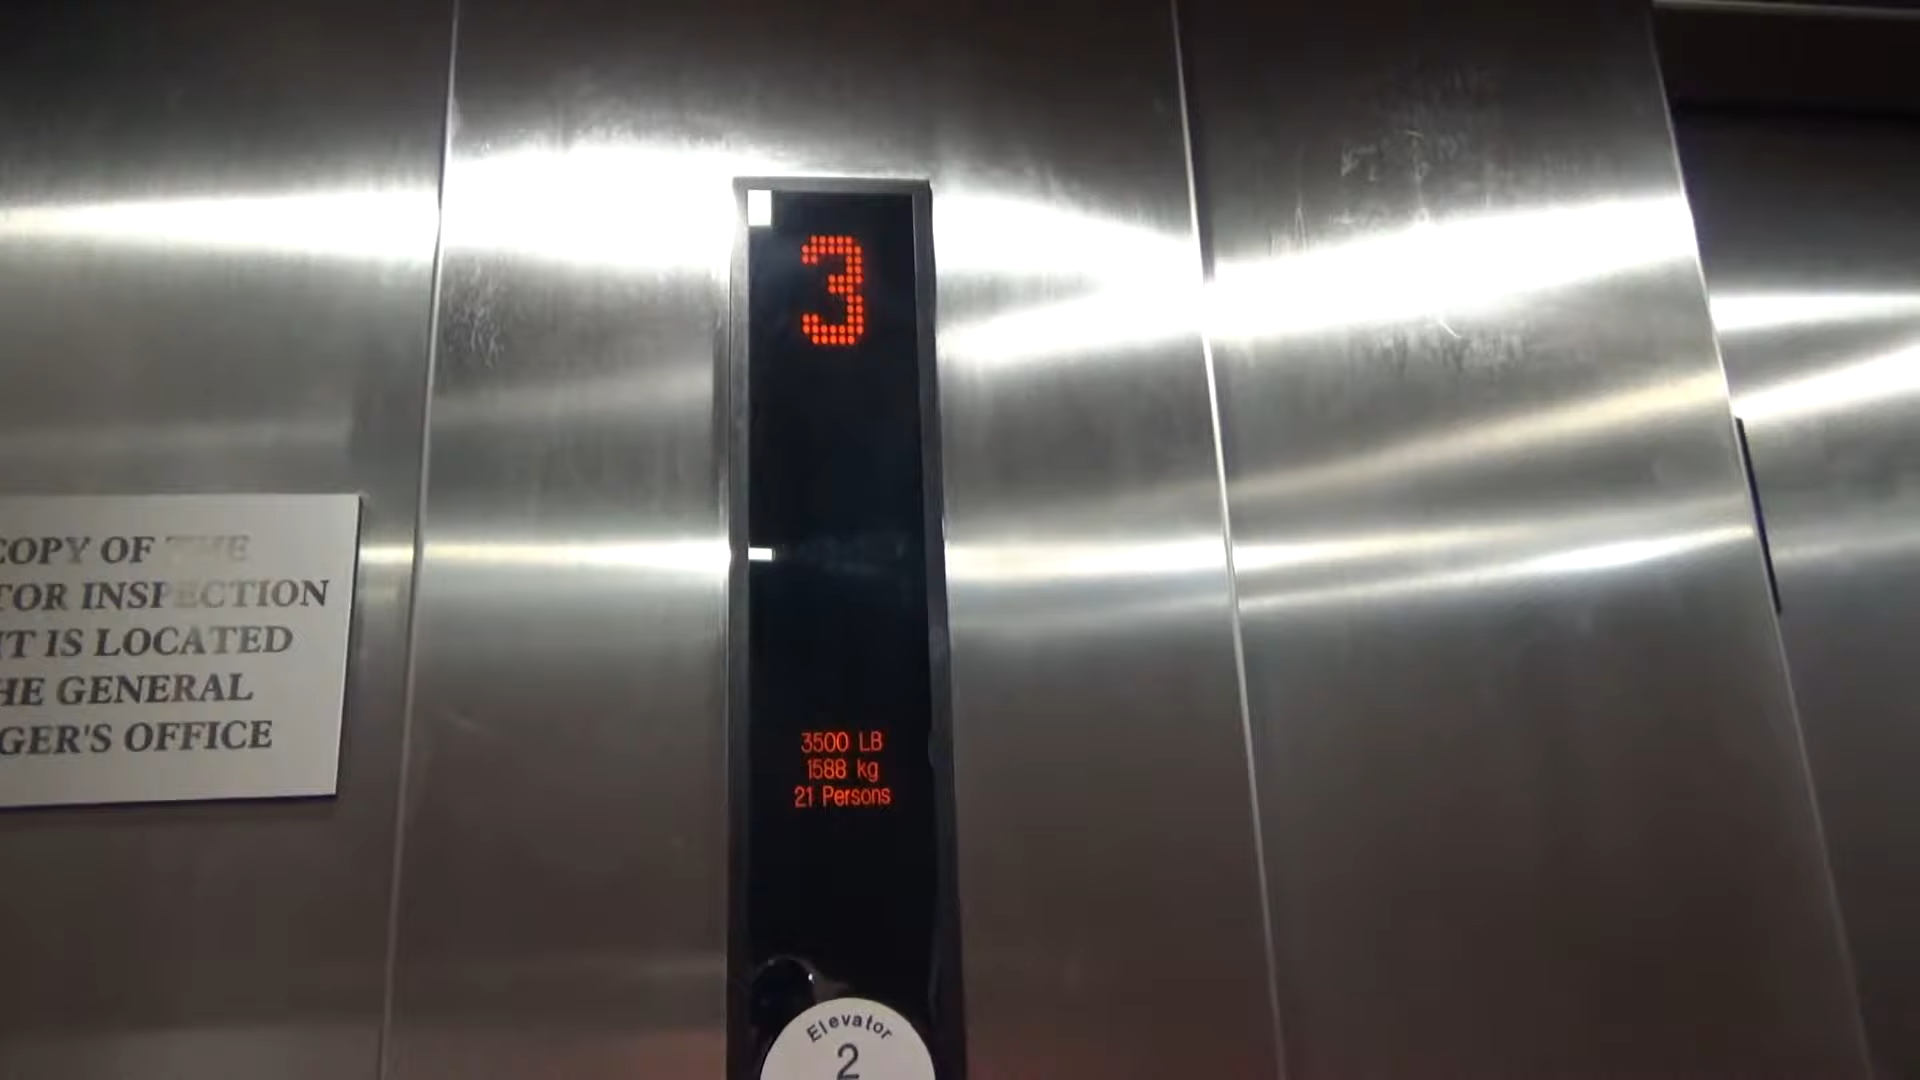 3
COPY OF THE
TOR INSPECTION
IT IS LOCATED
HE GENERAL
GER'S OFFICE
3500 LB
1588 kg
21 Persons
Elevator
2